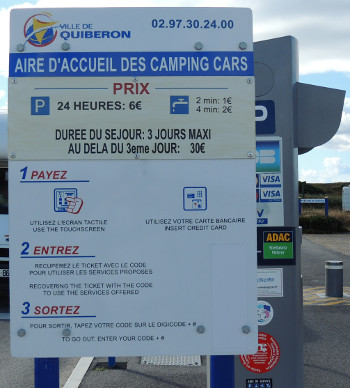 VILLE DE
QUIBERON
02.97.30.24.00
AIRE D'ACCUEIL DES CAMPING CARS
PRIX
P 24 HEURES: 6€
2 min: 1€
4 min: 2€
DUREE DU SEJOUR: 3 JOURS MAXI
AU DELA DU 3eme JOUR: 30€
1 PAYEZ
UTILISEZ L'ECRAN TACTILE
USE THE TOUCHSCREEN
UTILISEZ VOTRE CARTE BANCAIRE
INSERT CREDIT CARD
2 ENTREZ
RECUPEREZ LE TICKET AVEC LE CODE
POUR UTILISER LES SERVICES PROPOSES
RECOVERING THE TICKET WITH THE CODE
TO USE THE SERVICES OFFERED
3 SORTEZ
POUR SORTIR, TAPEZ VOTRE CODE SUR LE DIGICODE + #
TO GO OUT, ENTER YOUR CODE + #
VISA
VISA
ADAC